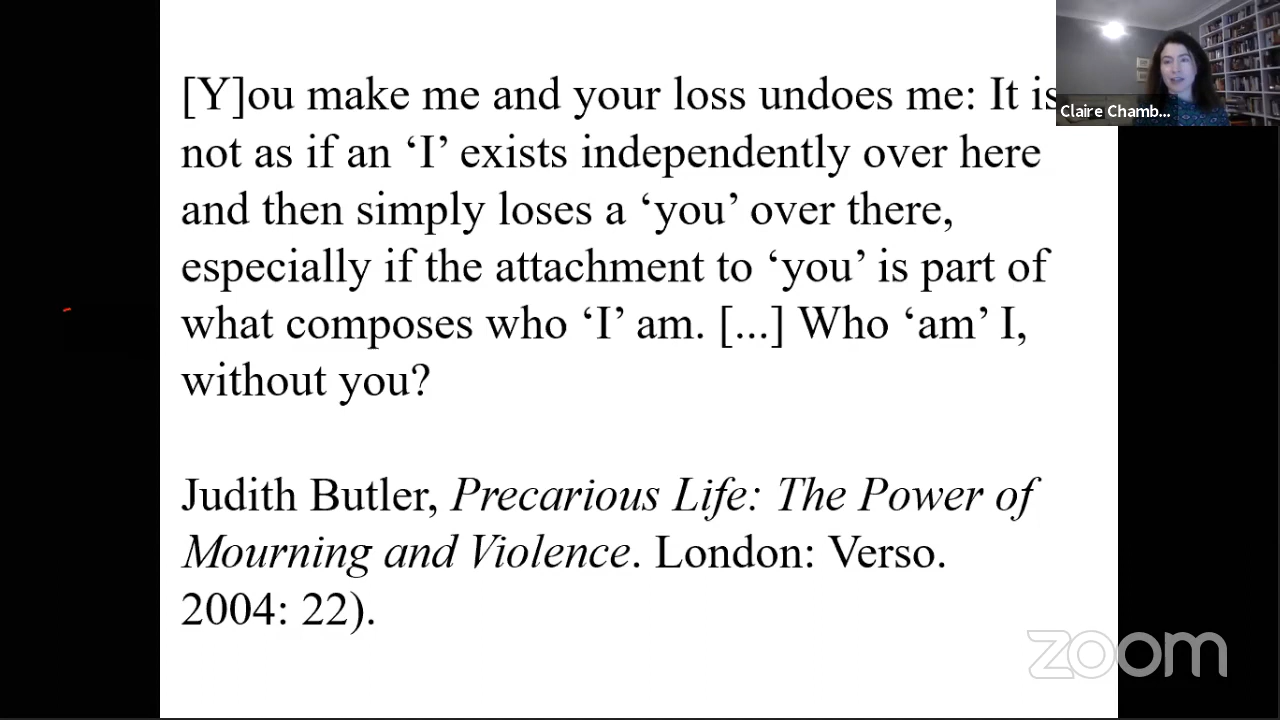 [Y]ou make me and your loss undoes me: It is
not as if an ‘I’ exists independently over here
and then simply loses a ‘you’ over there,
especially if the attachment to ‘you’ is part of
what composes who ‘I’ am. [...] Who ‘am’ I,
without you?
Judith Butler, Precarious Life: The Power of
Mourning and Violence. London: Verso.
2004: 22).
Claire Chamb...
zoom